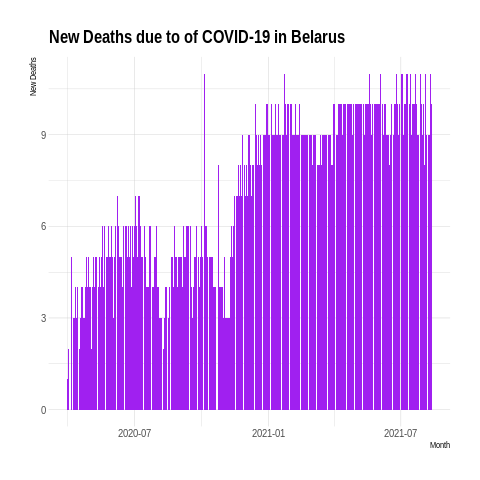 New Deaths due to of COVID-19 in Belarus
New Deaths
9
6
3
0
2020-07
2021-01
2021-07
Month